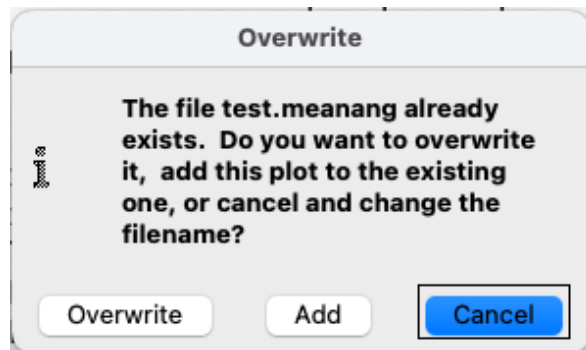 Overwrite
The file test.meanang already
exists.  Do you want to overwrite
it,  add this plot to the existing
one, or cancel and change the
filename?
Overwrite
Add
Cancel